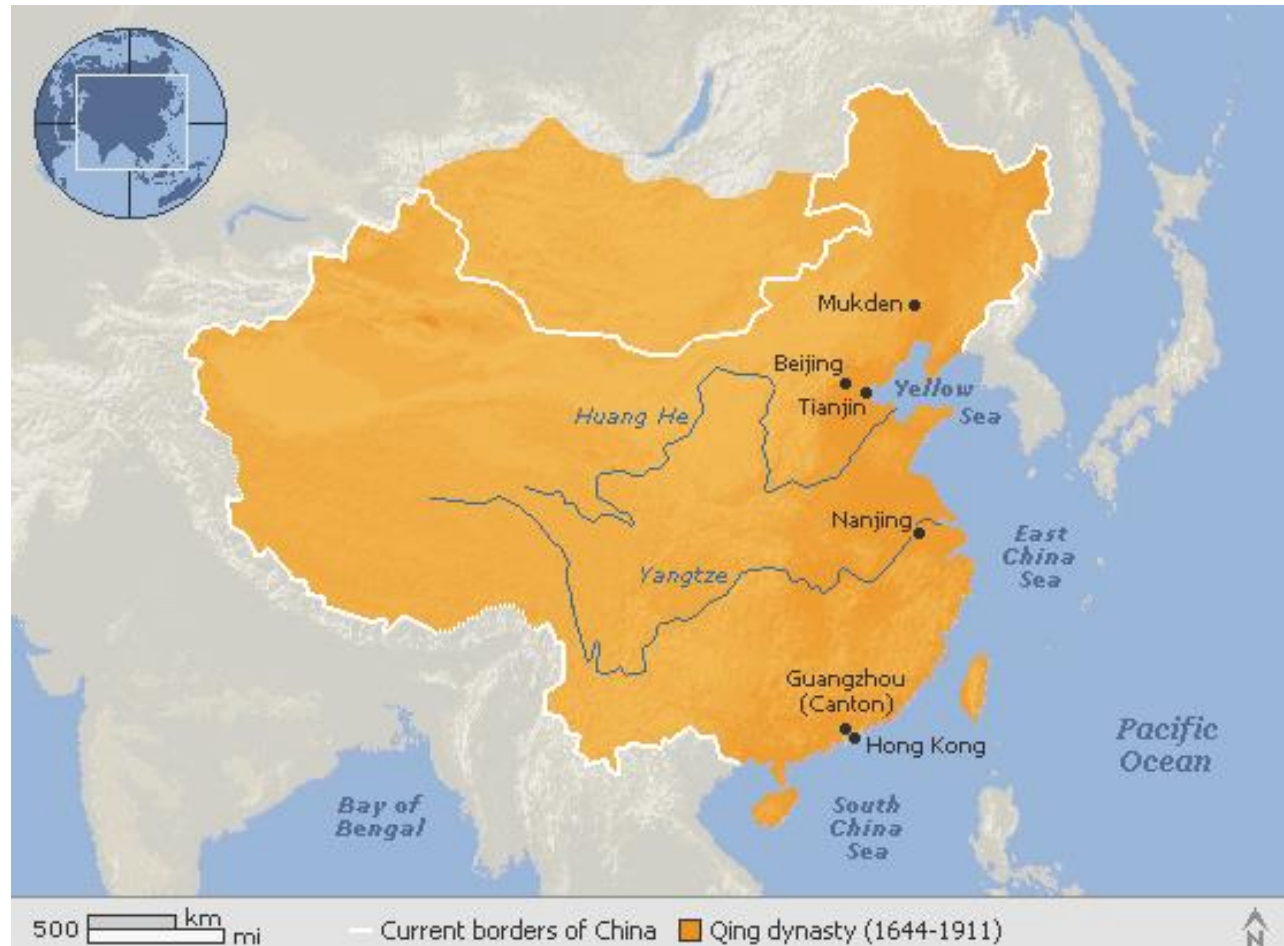 Mukden
Beijing
Tianjin
Yellow
Sea
Huang He
Nanjing
East
China
Sea
Yangtze
Guangzhou
(Canton)
Hong Kong
Pacific
Ocean
Bay of
Bengal
South
China
Sea
500 km
mi
Current borders of China
Qing dynasty (1644-1911)
N